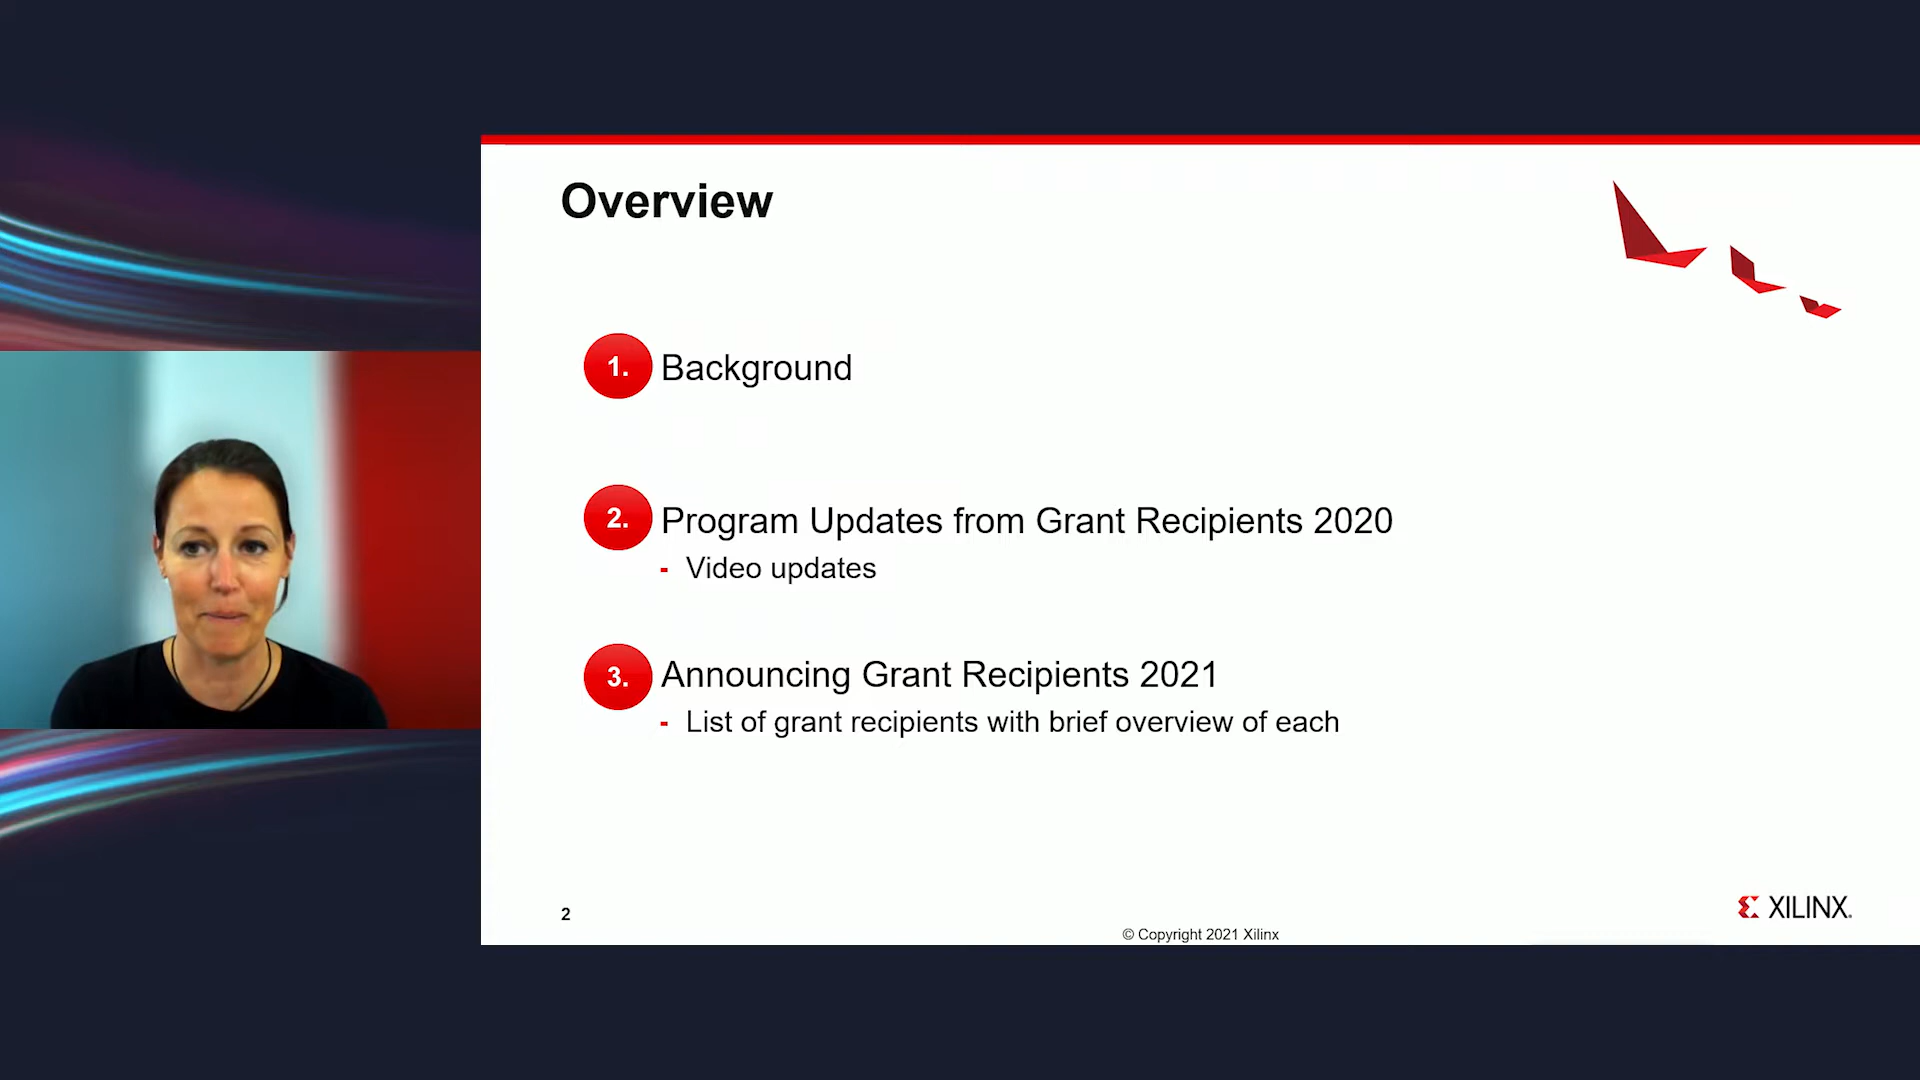 Overview
1. Background
2. Program Updates from Grant Recipients 2020
- Video updates
3. Announcing Grant Recipients 2021
- List of grant recipients with brief overview of each
2
XILINX
© Copyright 2021 Xilinx